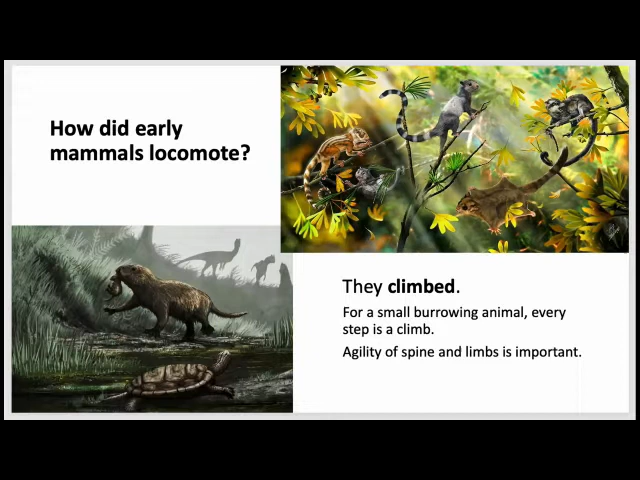 How did early
mammals locomote?
They climbed.
For a small burrowing animal, every
step is a climb.
Agility of spine and limbs is important.